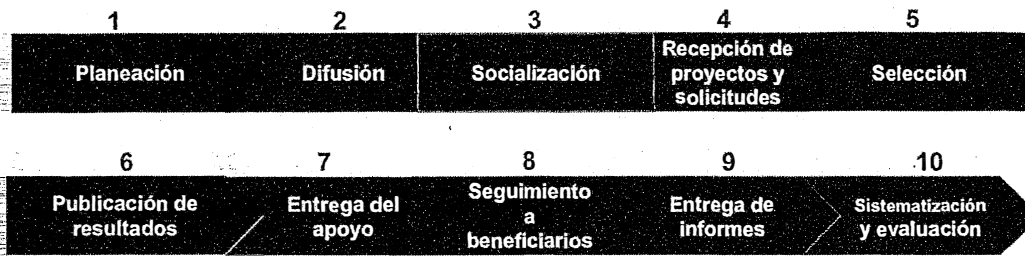 1 2 3 4 5
Planeación
Difusión
Socialización
Recepción de
proyectos y
solicitudes
Selección
6 7 8 9 10
Publicación de
resultados
Entrega del
apoyo
Seguimiento
a
beneficiarios
Entrega de
informes
Sistematización
y evaluación